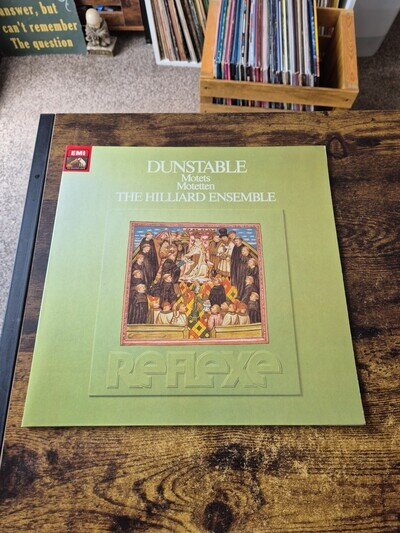 answer, but
can't remember
The question
EMI
DUNSTABLE
Motets
Motetten
THE HILLIARD ENSEMBLE
REFLEXE